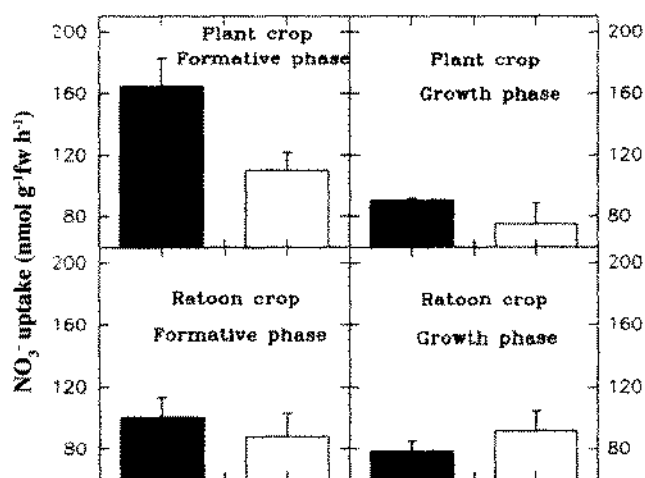 NO₃⁻ uptake (nmol g⁻¹fw h⁻¹)
200
160
120
80
Plant crop
Formative phase
Plant crop
Growth phase
200
160
120
80
200
160
120
80
Ratoon crop
Formative phase
Ratoon crop
Growth phase
200
160
120
80